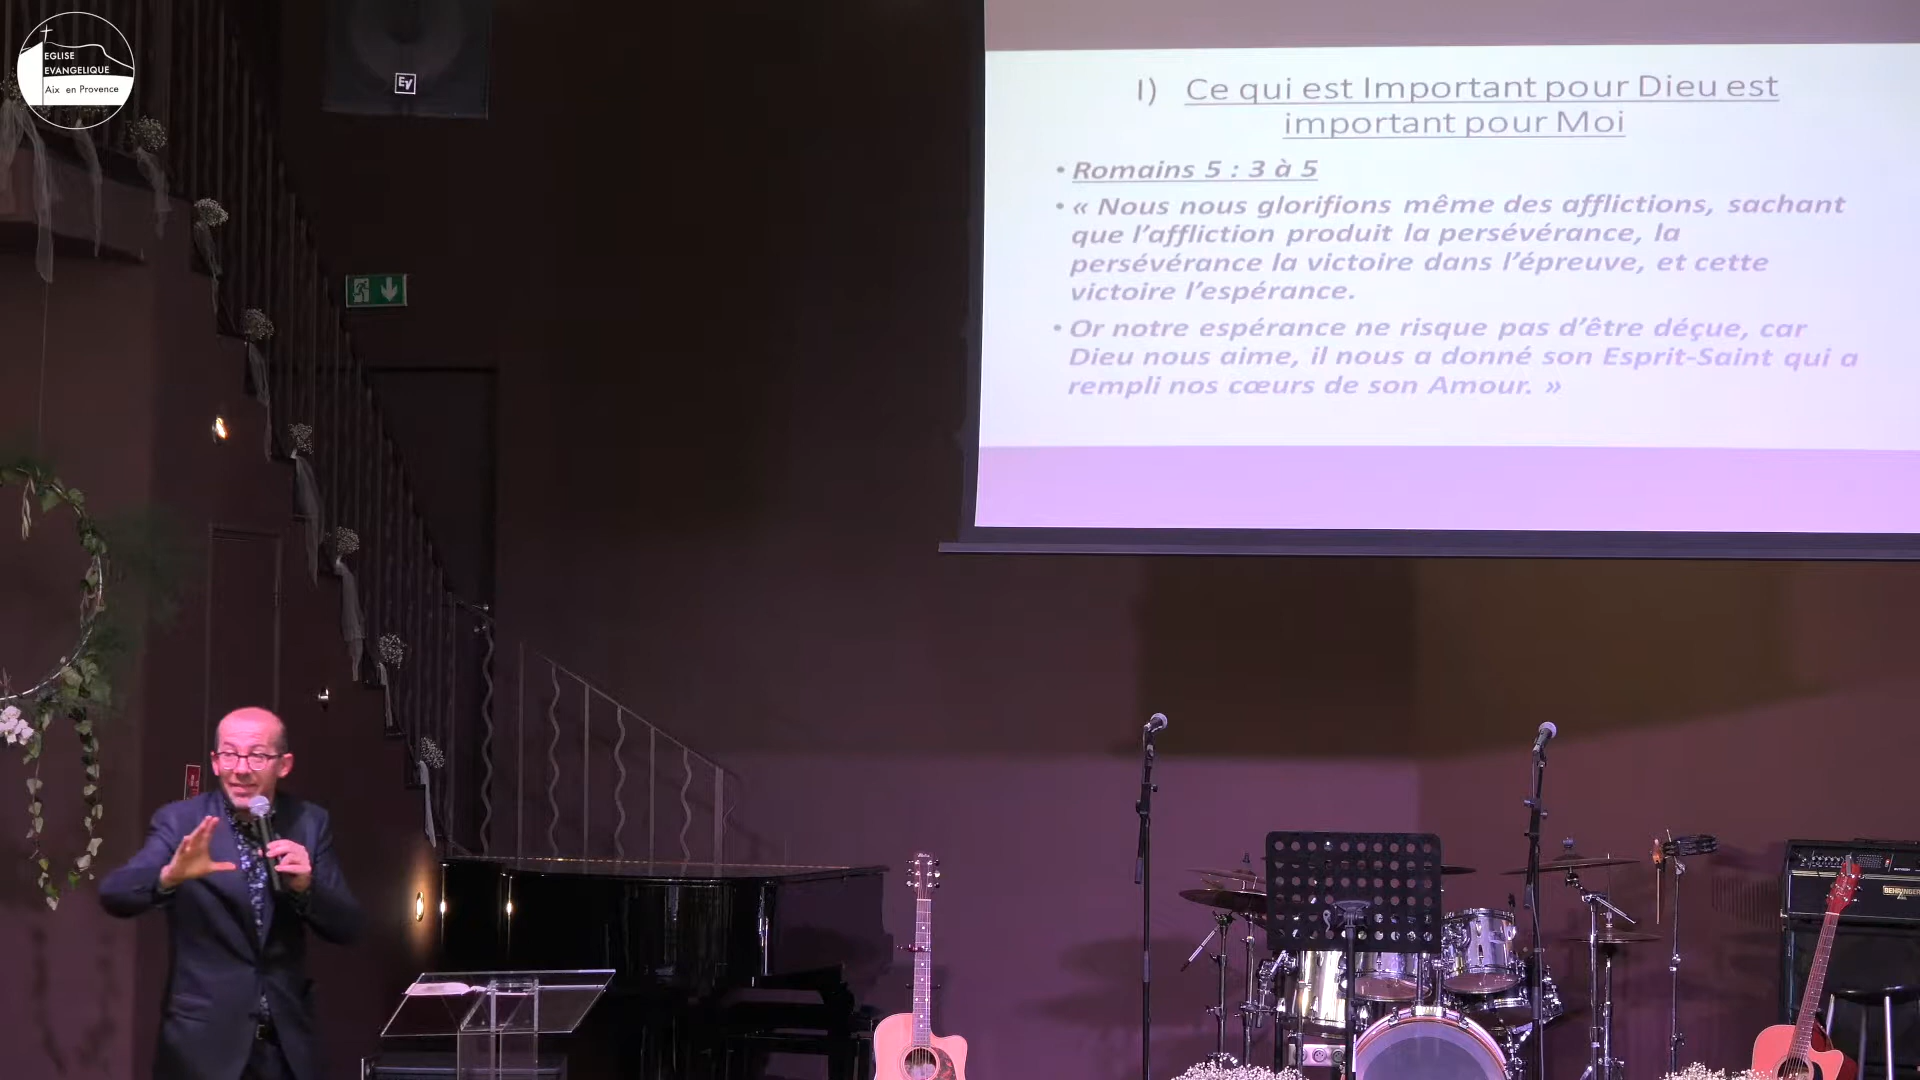 EGLISE
EVANGELIQUE
Aix en Provence
EV
I) Ce qui est Important pour Dieu est
important pour Moi
• Romains 5 : 3 à 5
• « Nous nous glorifions même des afflictions, sachant
que l’affliction produit la persévérance, la
persévérance la victoire dans l’épreuve, et cette
victoire l’espérance.
• Or notre espérance ne risque pas d’être déçue, car
Dieu nous aime, il nous a donné son Esprit-Saint qui a
rempli nos cœurs de son Amour. »
BEHRINGER